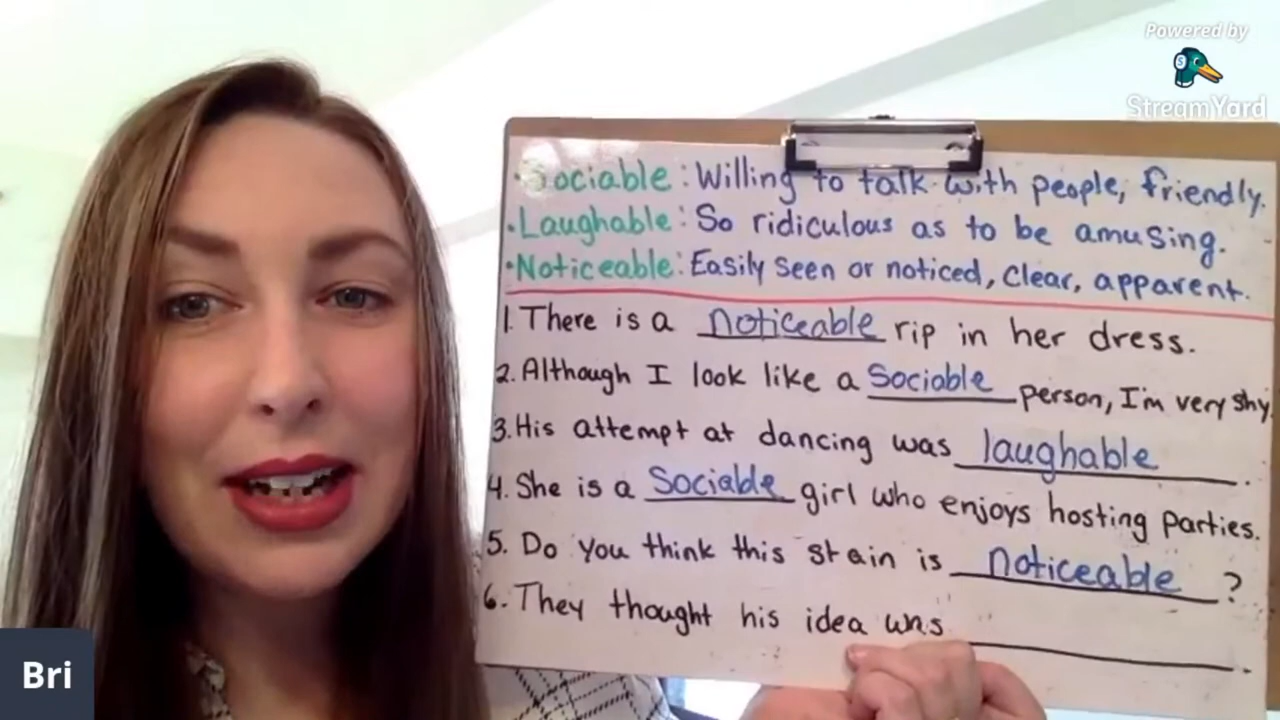 Powered by
StreamYard
• Sociable: Willing to talk with people, friendly.
• Laughable: So ridiculous as to be amusing.
• Noticeable: Easily seen or noticed, clear, apparent.
1. There is a noticeable rip in her dress.
2. Although I look like a sociable person, I'm very shy
3. His attempt at dancing was laughable.
4. She is a sociable girl who enjoys hosting parties.
5. Do you think this stain is noticeable?
6. They thought his idea was ________.
Bri